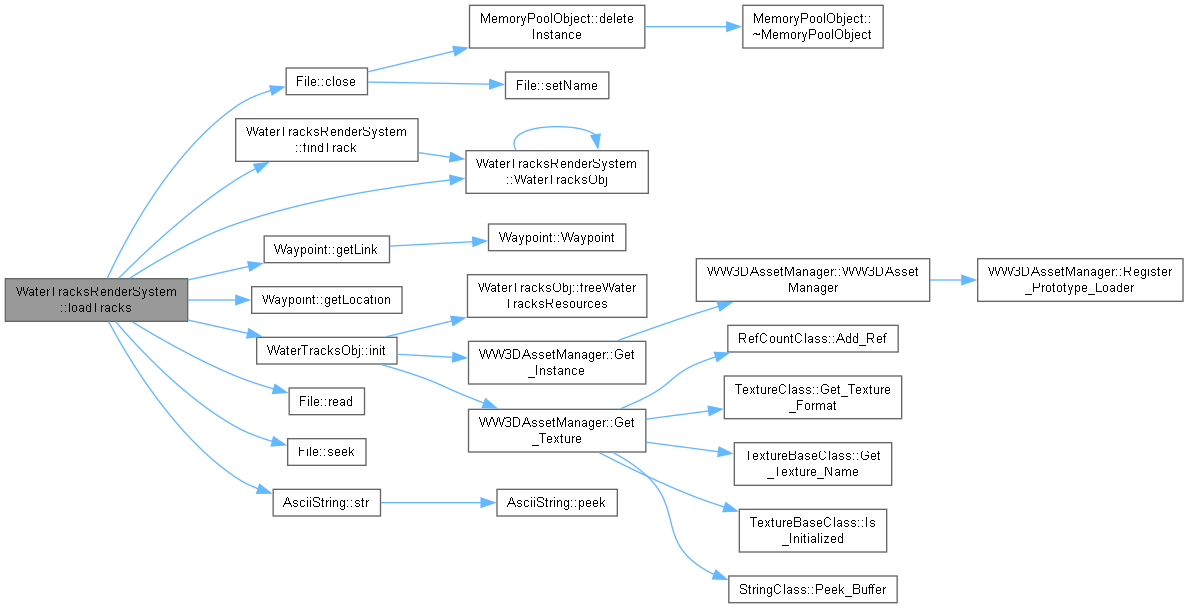 MemoryPoolObject::delete
Instance
MemoryPoolObject::
~MemoryPoolObject
File::close
File::setName
WaterTracksRenderSystem
::findTrack
WaterTracksRenderSystem
::WaterTracksObj
Waypoint::getLink
Waypoint::Waypoint
WaterTracksRenderSystem
::loadTracks
Waypoint::getLocation
WaterTracksObj::freeWater
TracksResources
WW3DAssetManager::WW3DAsset
Manager
WW3DAssetManager::Register
_Prototype_Loader
WaterTracksObj::init
WW3DAssetManager::Get
_Instance
RefCountClass::Add_Ref
File::read
TextureClass::Get_Texture
_Format
WW3DAssetManager::Get
_Texture
File::seek
TextureBaseClass::Get
_Texture_Name
AsciiString::str
AsciiString::peek
TextureBaseClass::Is
_Initialized
StringClass::Peek_Buffer